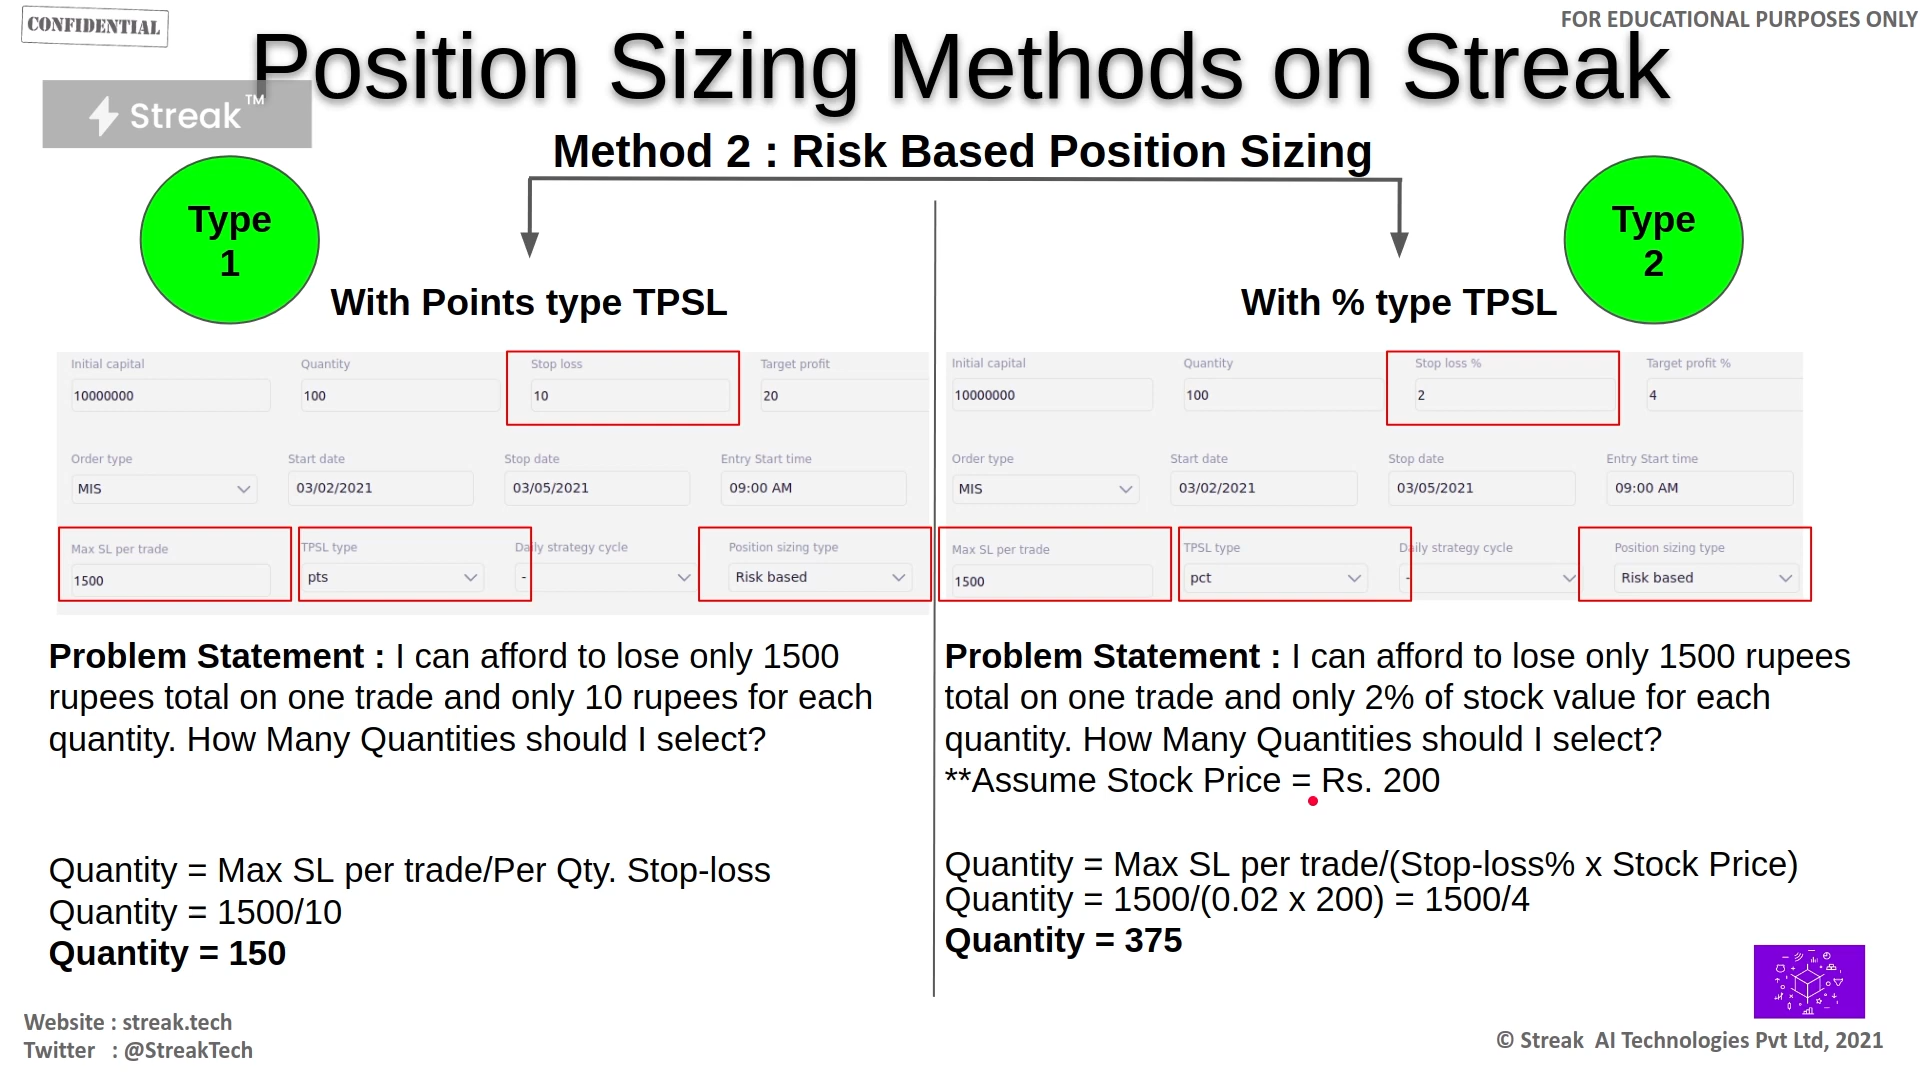 CONFIDENTIAL
FOR EDUCATIONAL PURPOSES ONLY
Position Sizing Methods on Streak
Streak™
Method 2 : Risk Based Position Sizing
Type
1
Type
2
With Points type TPSL
With % type TPSL
Initial capital Quantity Stop loss Target profit
10000000 100 10 20
Order type Start date Stop date Entry Start time
MIS 03/02/2021 03/05/2021 09:00 AM
Max SL per trade TPSL type Daily strategy cycle Position sizing type
1500 pts - Risk based
Problem Statement : I can afford to lose only 1500
rupees total on one trade and only 10 rupees for each
quantity. How Many Quantities should I select?
Quantity = Max SL per trade/Per Qty. Stop-loss
Quantity = 1500/10
Quantity = 150
Initial capital Quantity Stop loss % Target profit %
10000000 100 2 4
Order type Start date Stop date Entry Start time
MIS 03/02/2021 03/05/2021 09:00 AM
Max SL per trade TPSL type Daily strategy cycle Position sizing type
1500 pct - Risk based
Problem Statement : I can afford to lose only 1500 rupees
total on one trade and only 2% of stock value for each
quantity. How Many Quantities should I select?
**Assume Stock Price = Rs. 200
Quantity = Max SL per trade/(Stop-loss% x Stock Price)
Quantity = 1500/(0.02 x 200) = 1500/4
Quantity = 375
Website : streak.tech
Twitter : @StreakTech
© Streak AI Technologies Pvt Ltd, 2021